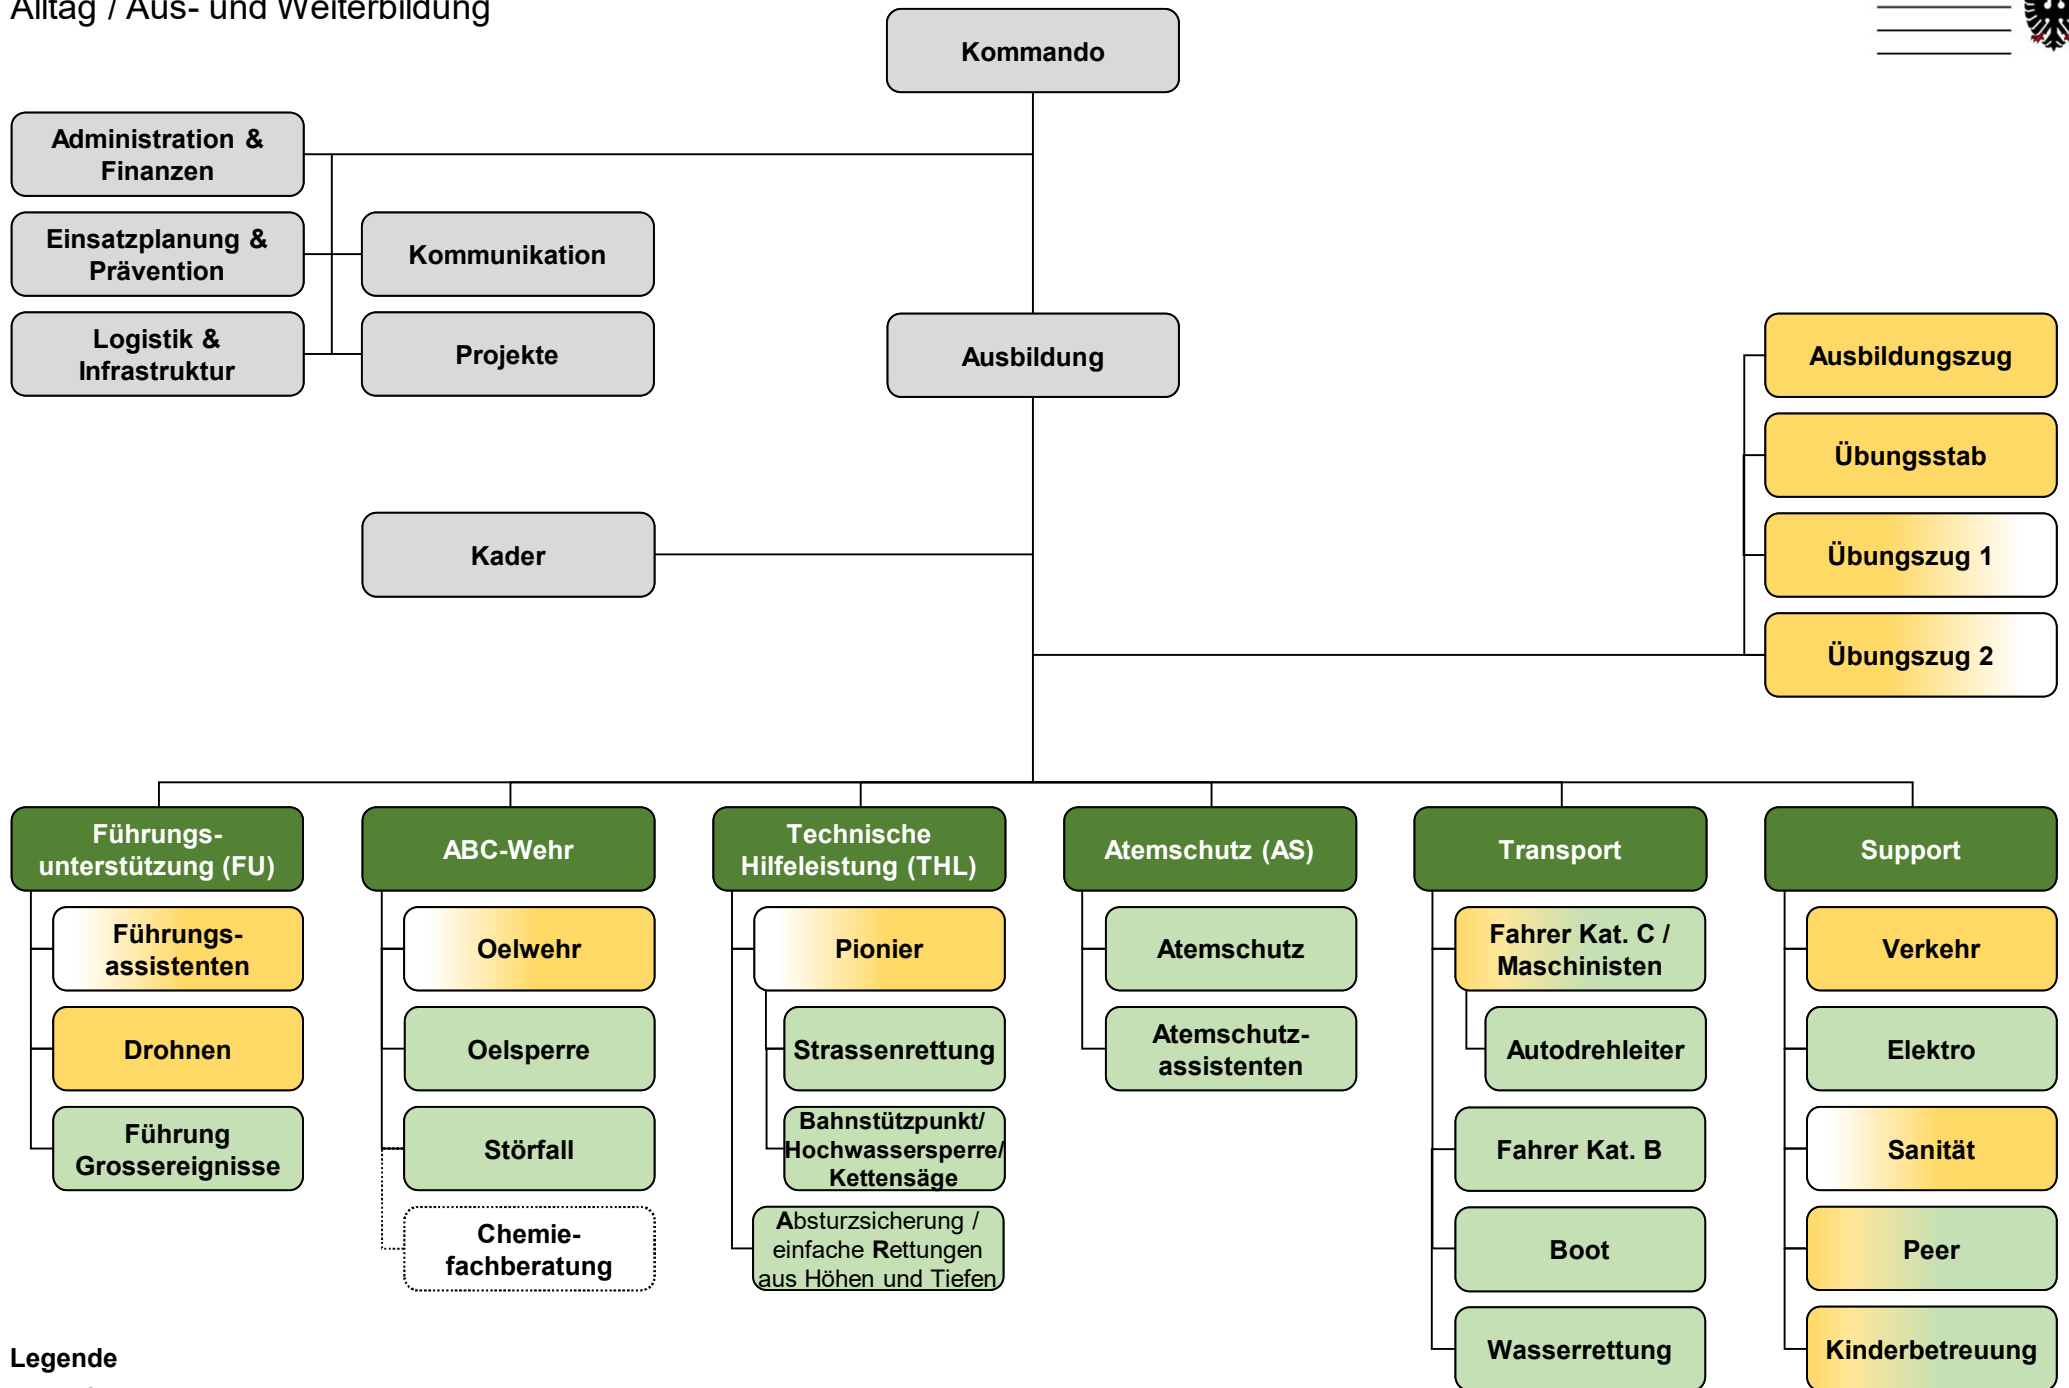 Alltag / Aus- und Weiterbildung
Kommando
Administration &
Finanzen
Einsatzplanung &
Prävention
Kommunikation
Logistik &
Infrastruktur
Projekte
Ausbildung
Ausbildungszug
Übungsstab
Kader
Übungszug 1
Übungszug 2
Führungs-
unterstützung (FU)
Führungs-
assistenten
Drohnen
Führung
Grossereignisse
ABC-Wehr
Oelwehr
Oelsperre
Störfall
Chemie-
fachberatung
Technische
Hilfeleistung (THL)
Pionier
Strassenrettung
Bahnstützpunkt/
Hochwassersperre/
Kettensäge
Absturzsicherung /
einfache Rettungen
aus Höhen und Tiefen
Atemschutz (AS)
Atemschutz
Atemschutz-
assistenten
Transport
Fahrer Kat. C /
Maschinisten
Autodrehleiter
Fahrer Kat. B
Boot
Wasserrettung
Support
Verkehr
Elektro
Sanität
Peer
Kinderbetreuung
Legende